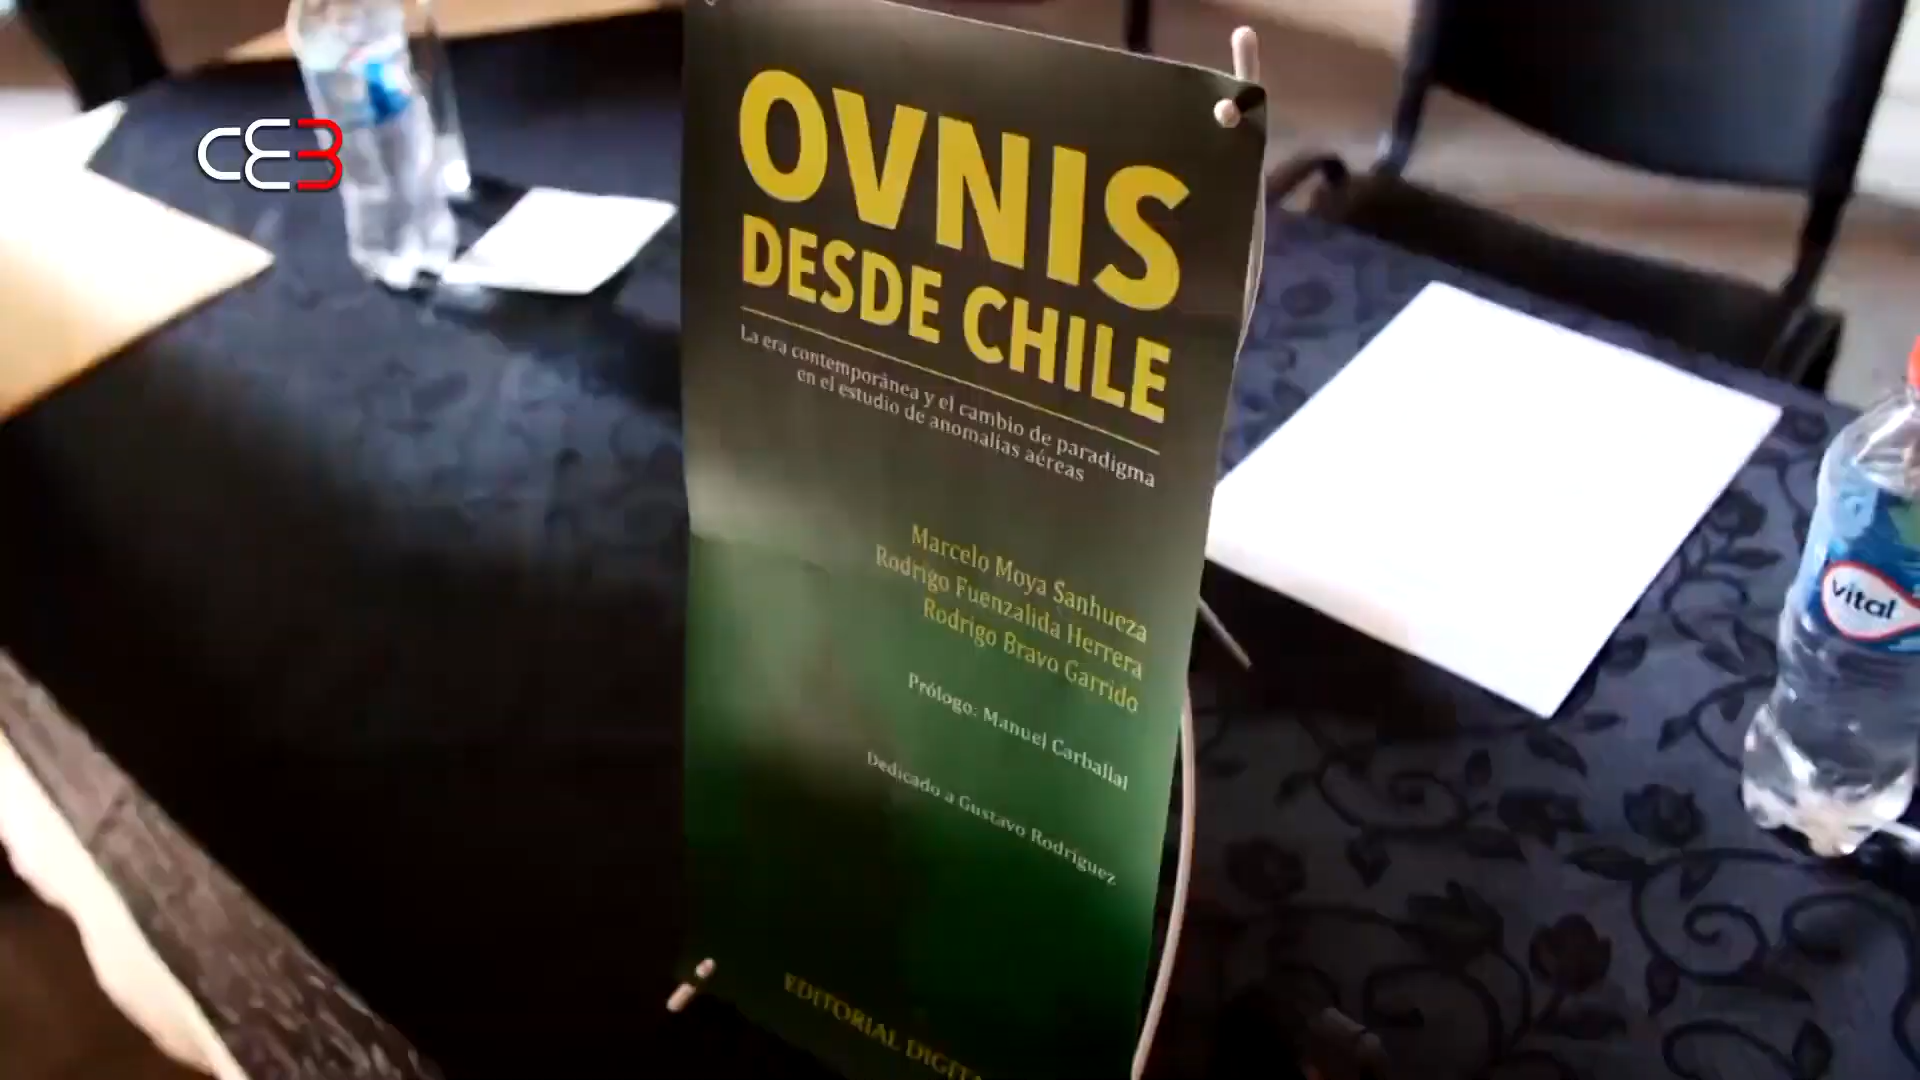 CE3
OVNIS
DESDE CHILE
La era contemporánea y el cambio de paradigma
en el estudio de anomalías aéreas
Marcelo Moya Sanhueza
Rodrigo Fuenzalida Herrera
Rodrigo Bravo Garrido
Prólogo: Manuel Carballal
Dedicado a Gustavo Rodríguez
EDITORIAL
vital